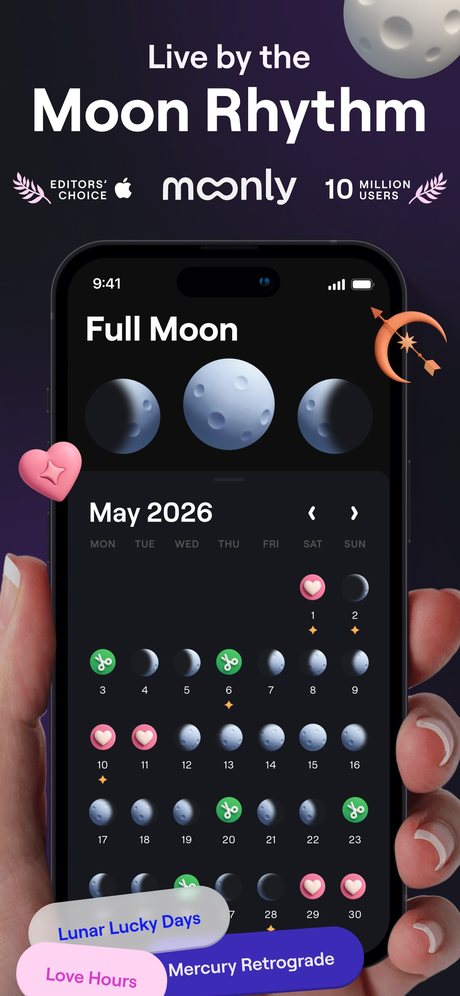 Live by the
Moon Rhythm
EDITORS'
CHOICE
moonly
10 MILLION
USERS
9:41
Full Moon
May 2026
MON TUE WED THU FRI SAT SUN
1 2
3 4 5 6 7 8 9
10 11 12 13 14 15 16
17 18 19 20 21 22 23
28 29 30
Lunar Lucky Days
Love Hours
Mercury Retrograde